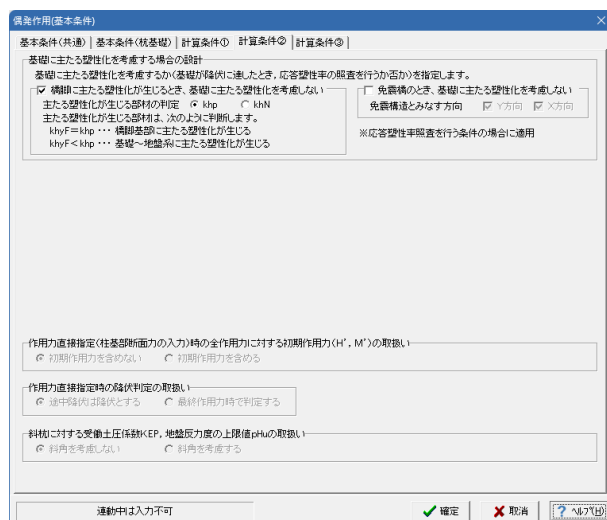 偶発作用(基本条件)
基本条件(共通) 基本条件(杭基礎) 計算条件① 計算条件② 計算条件③
基礎に主たる塑性化を考慮する場合の設計
基礎に主たる塑性化を考慮するか(基礎が降伏に達したとき,応答塑性率の照査を行うか否か)を指定します。
橋脚に主たる塑性化が生じるとき、基礎に主たる塑性化を考慮しない
主たる塑性化が生じる部材の判定 khp khN
主たる塑性化が生じる部材は、次のように判断します。
khyF=khp … 橋脚基部に主たる塑性化が生じる
khyF<khp … 基礎~地盤系に主たる塑性化が生じる
免震橋のとき、基礎に主たる塑性化を考慮しない
免震構造とみなす方向 Y方向 X方向
※応答塑性率照査を行う条件の場合に適用
作用力直接指定(柱基部断面力の入力)時の全作用力に対する初期作用力(H',M')の取扱い
初期作用力を含めない 初期作用力を含める
作用力直接指定時の降伏判定の取扱い
途中降伏は降伏とする 最終作用力時で判定する
斜杭に対する受働土圧係数KEP,地盤反力度の上限値pHuの取扱い
斜角を考慮しない 斜角を考慮する
連動中は入力不可 確定 取消 ? ヘルプ(H)